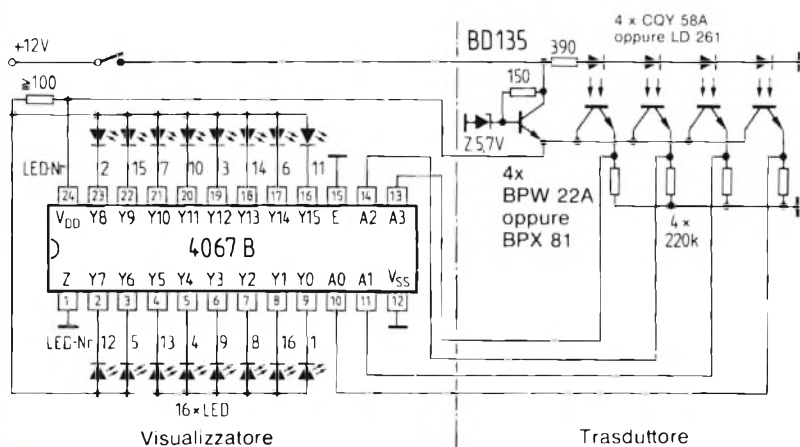 4 x CQY 58A
oppure LD 261
BD135
390
+12V
≥100
150
Z 5,7V
LED-Nr
2 15 7 10 3 14 6 11
24 23 22 21 20 19 18 17 16 15 14 13
VDD Y8 Y9 Y10 Y11 Y12 Y13 Y14 Y15 E A2 A3
4067 B
Z Y7 Y6 Y5 Y4 Y3 Y2 Y1 Y0 A0 A1 VSS
1 2 3 4 5 6 7 8 9 10 11 12
LED-Nr 12 5 13 4 9 8 16 1
16×LED
4x
BPW 22A
oppure
BPX 81
4 x
220k
Visualizzatore
Trasduttore